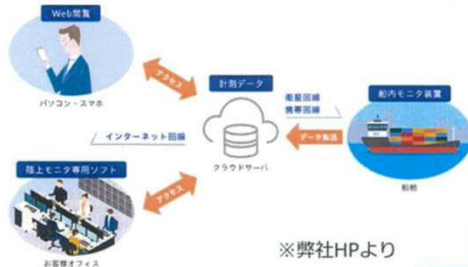 Web閲覧
アクセス
パソコン・スマホ
計測データ
衛星回線
携帯回線
船内モニタ装置
インターネット回線
クラウドサーバ
データ転送
船舶
陸上モニタ専用ソフト
アクセス
お客様オフィス
※弊社HPより